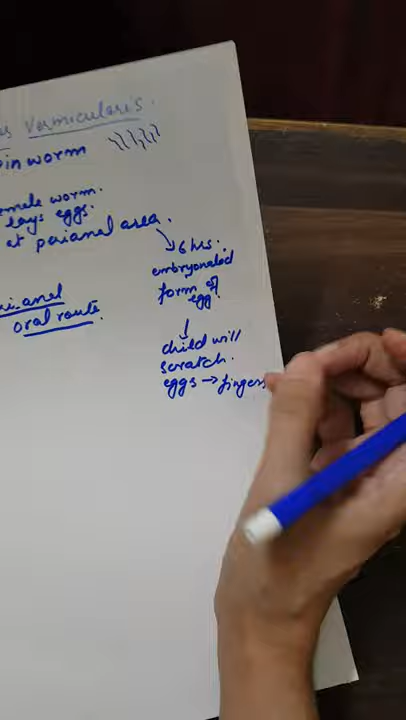 Vermicularis.
in worm
female worm.
lays eggs.
at perianal area.
6 hrs.
embryonated
form of
egg.
oral route.
child will
scratch.
eggs → fingers